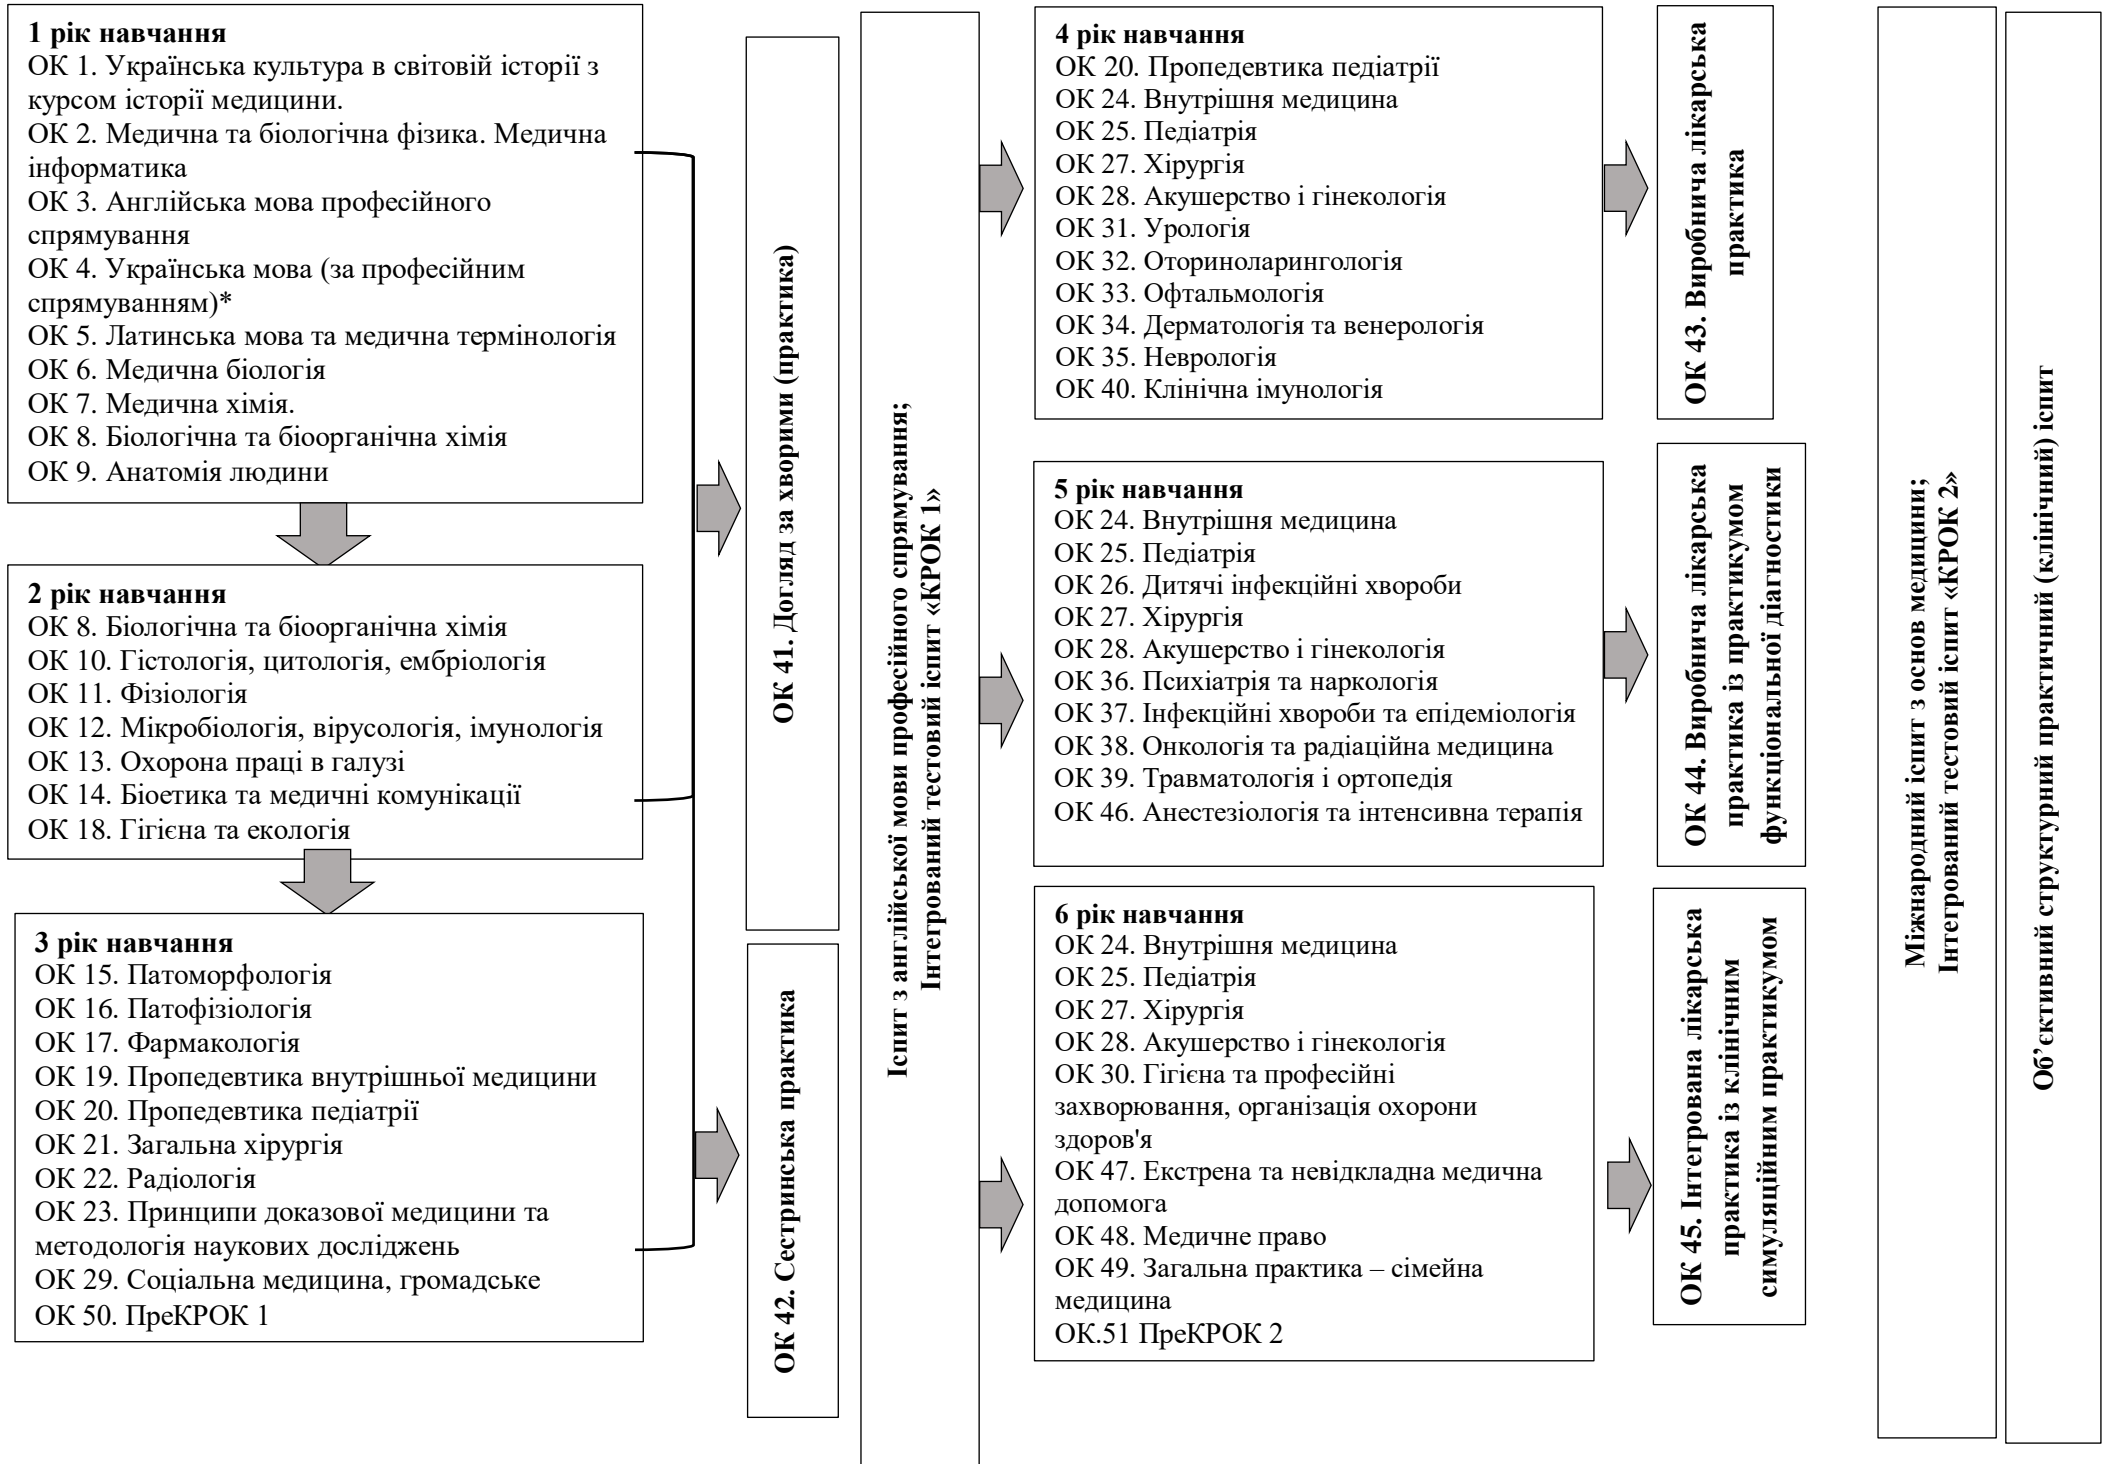 1 рік навчання
ОК 1. Українська культура в світовій історії з
курсом історії медицини.
ОК 2. Медична та біологічна фізика. Медична
інформатика
ОК 3. Англійська мова професійного
спрямування
ОК 4. Українська мова (за професійним
спрямуванням)*
ОК 5. Латинська мова та медична термінологія
ОК 6. Медична біологія
ОК 7. Медична хімія.
ОК 8. Біологічна та біоорганічна хімія
ОК 9. Анатомія людини
2 рік навчання
ОК 8. Біологічна та біоорганічна хімія
ОК 10. Гістологія, цитологія, ембріологія
ОК 11. Фізіологія
ОК 12. Мікробіологія, вірусологія, імунологія
ОК 13. Охорона праці в галузі
ОК 14. Біоетика та медичні комунікації
ОК 18. Гігієна та екологія
3 рік навчання
ОК 15. Патоморфологія
ОК 16. Патофізіологія
ОК 17. Фармакологія
ОК 19. Пропедевтика внутрішньої медицини
ОК 20. Пропедевтика педіатрії
ОК 21. Загальна хірургія
ОК 22. Радіологія
ОК 23. Принципи доказової медицини та
методологія наукових досліджень
ОК 29. Соціальна медицина, громадське
ОК 50. ПреКРОК 1
ОК 41. Догляд за хворими (практика)
ОК 42. Сестринська практика
Іспит з англійської мови професійного спрямування;
Інтегрований тестовий іспит «КРОК 1»
4 рік навчання
ОК 20. Пропедевтика педіатрії
ОК 24. Внутрішня медицина
ОК 25. Педіатрія
ОК 27. Хірургія
ОК 28. Акушерство і гінекологія
ОК 31. Урологія
ОК 32. Оториноларингологія
ОК 33. Офтальмологія
ОК 34. Дерматологія та венерологія
ОК 35. Неврологія
ОК 40. Клінічна імунологія
5 рік навчання
ОК 24. Внутрішня медицина
ОК 25. Педіатрія
ОК 26. Дитячі інфекційні хвороби
ОК 27. Хірургія
ОК 28. Акушерство і гінекологія
ОК 36. Психіатрія та наркологія
ОК 37. Інфекційні хвороби та епідеміологія
ОК 38. Онкологія та радіаційна медицина
ОК 39. Травматологія і ортопедія
ОК 46. Анестезіологія та інтенсивна терапія
6 рік навчання
ОК 24. Внутрішня медицина
ОК 25. Педіатрія
ОК 27. Хірургія
ОК 28. Акушерство і гінекологія
ОК 30. Гігієна та професійні
захворювання, організація охорони
здоров'я
ОК 47. Екстрена та невідкладна медична
допомога
ОК 48. Медичне право
ОК 49. Загальна практика – сімейна
медицина
ОК.51 ПреКРОК 2
ОК 43. Виробнича лікарська
практика
ОК 44. Виробнича лікарська
практика із практикумом
функціональної діагностики
ОК 45. Інтегрована лікарська
практика із клінічним
симуляційним практикумом
Міжнародний іспит з основ медицини;
Інтегрований тестовий іспит «КРОК 2»
Об’єктивний структурний практичний (клінічний) іспит